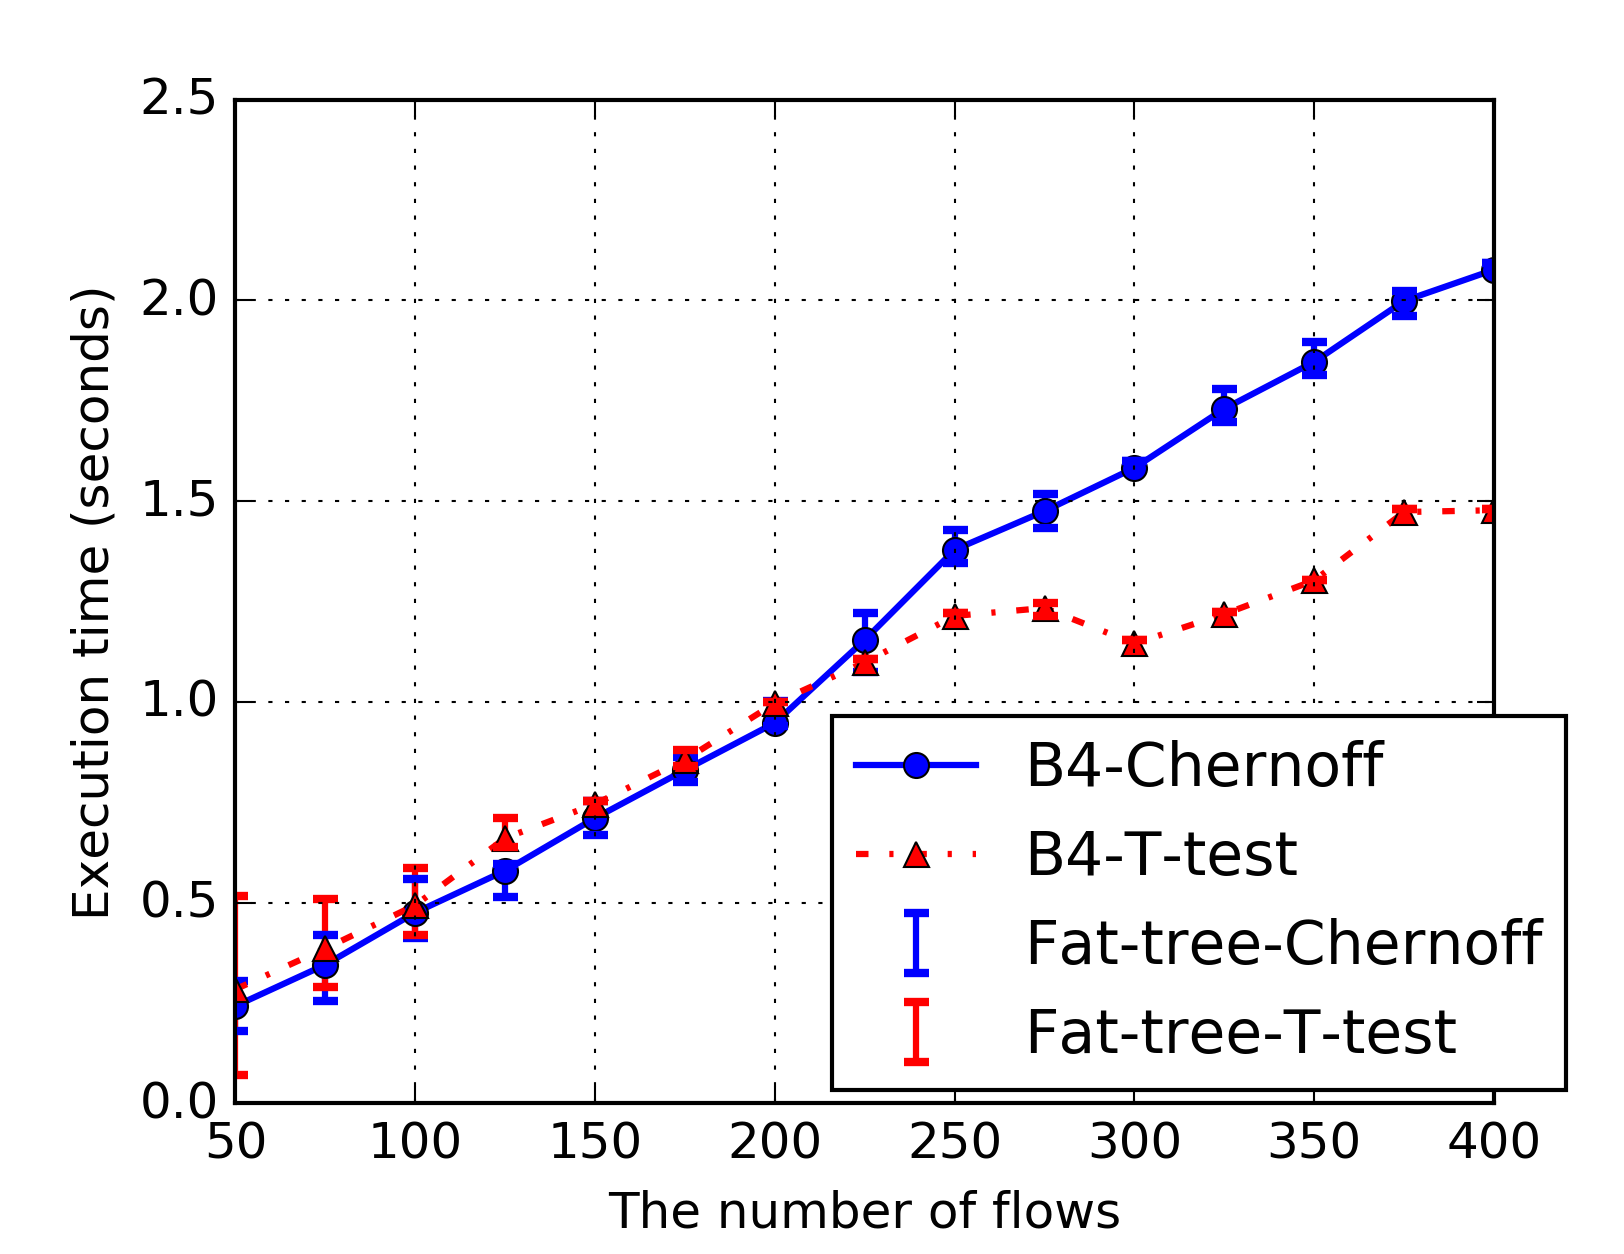 2.5
2.0
1.5
1.0
0.5
0.0
Execution time (seconds)
B4-Chernoff
B4-T-test
Fat-tree-Chernoff
Fat-tree-T-test
50 100 150 200 250 300 350 400
The number of flows